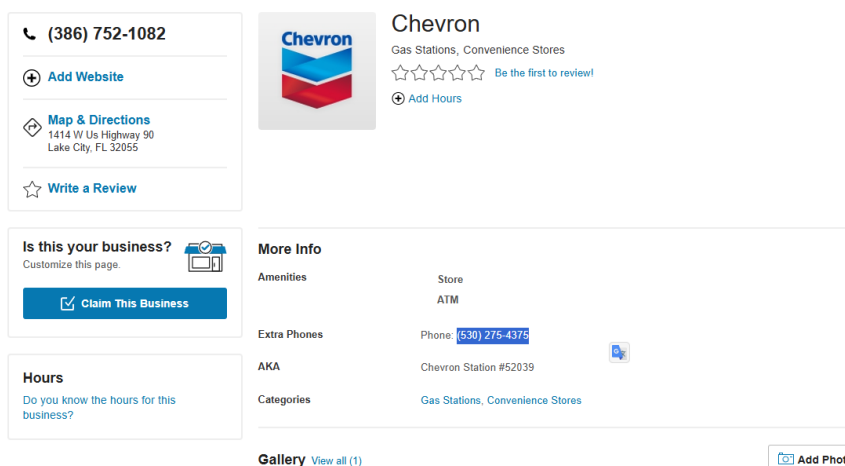 (386) 752-1082
Add Website
Map & Directions
1414 W Us Highway 90
Lake City, FL 32055
Write a Review
Is this your business?
Customize this page.
Claim This Business
Hours
Do you know the hours for this
business?
Chevron
Chevron
Gas Stations, Convenience Stores
Be the first to review!
Add Hours
More Info
Amenities
Store
ATM
Extra Phones
Phone: (530) 275-4375
AKA
Chevron Station #52039
Categories
Gas Stations, Convenience Stores
Gallery View all (1)
Add Phot